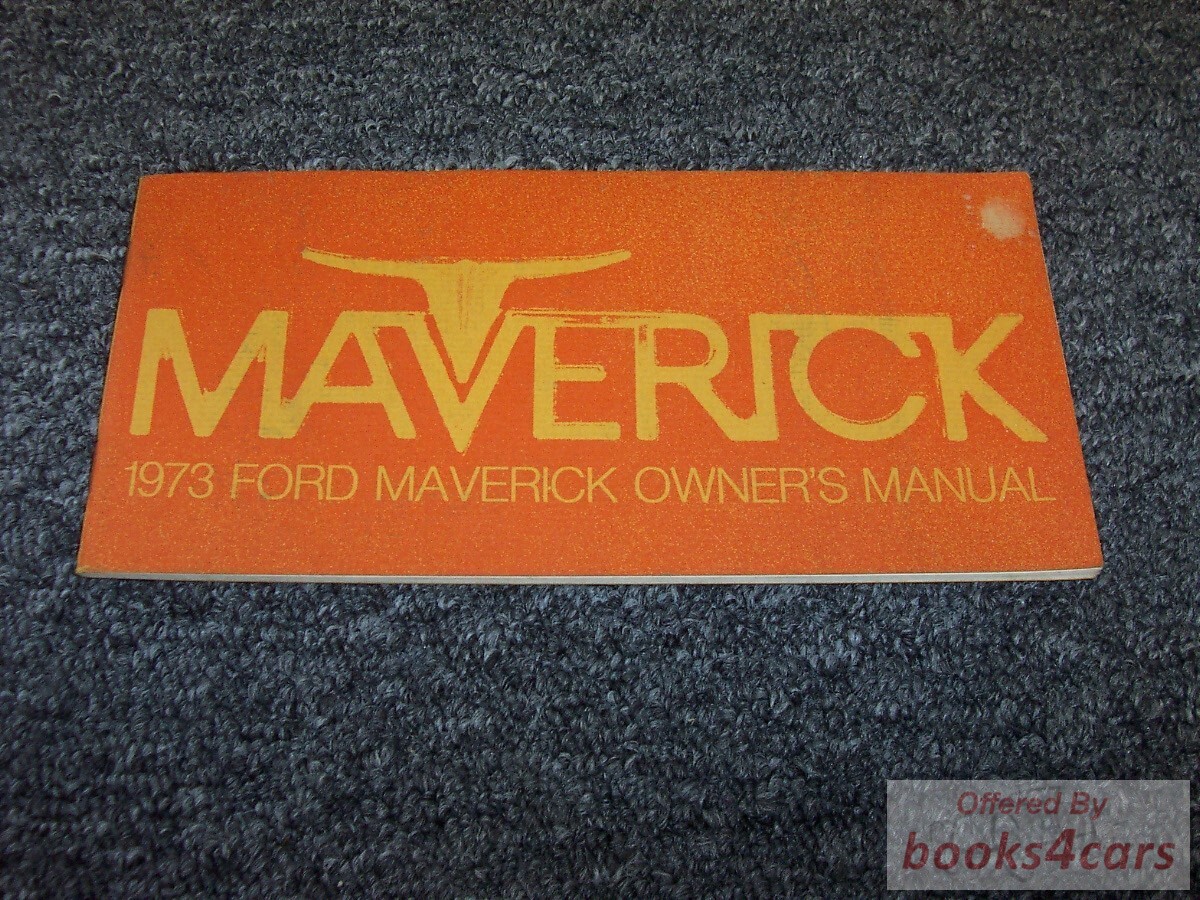 MAVERICK
1973 FORD MAVERICK OWNER'S MANUAL
Offered By
books4cars